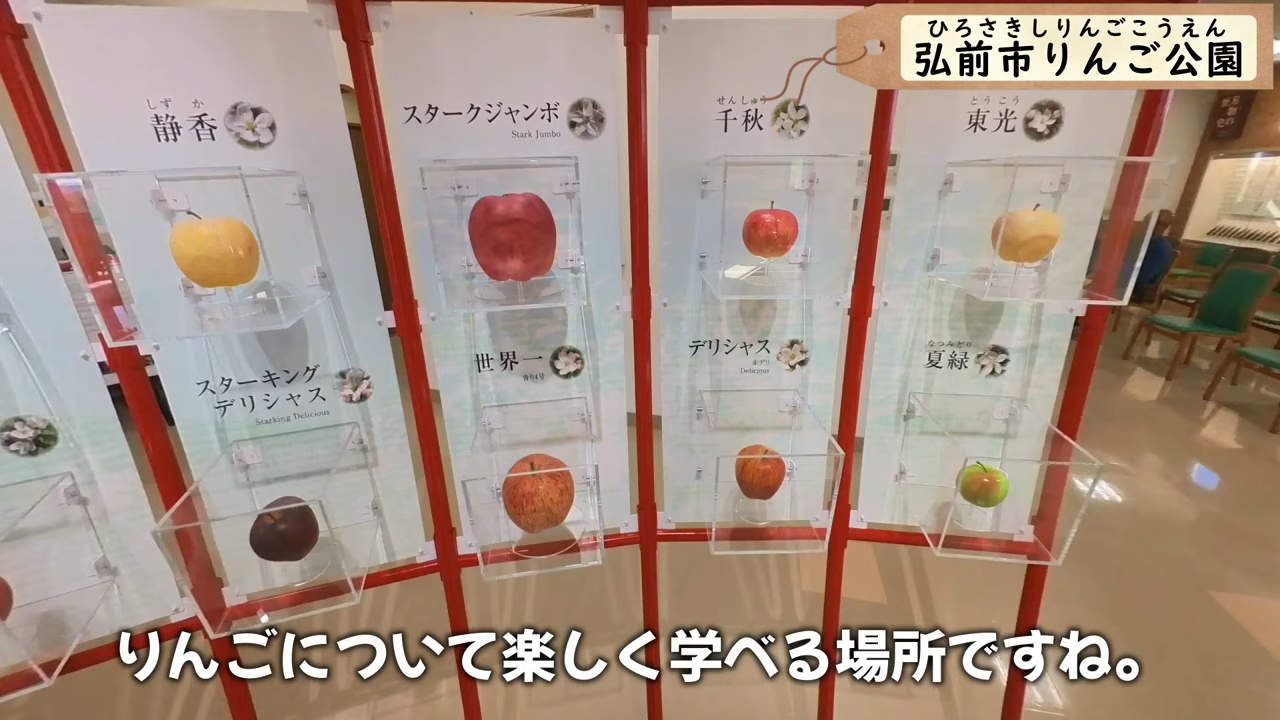 ひろさきしりんごこうえん
弘前市りんご公園
しずか
静香
スタークジャンボ
Stark Jumbo
せんしゅう
千秋
とうこう
東光
スターキング
デリシャス
Starking Delicious
世界一
青り4号
デリシャス
Delicious
なつみどり
夏緑
りんごについて楽しく学べる場所ですね。